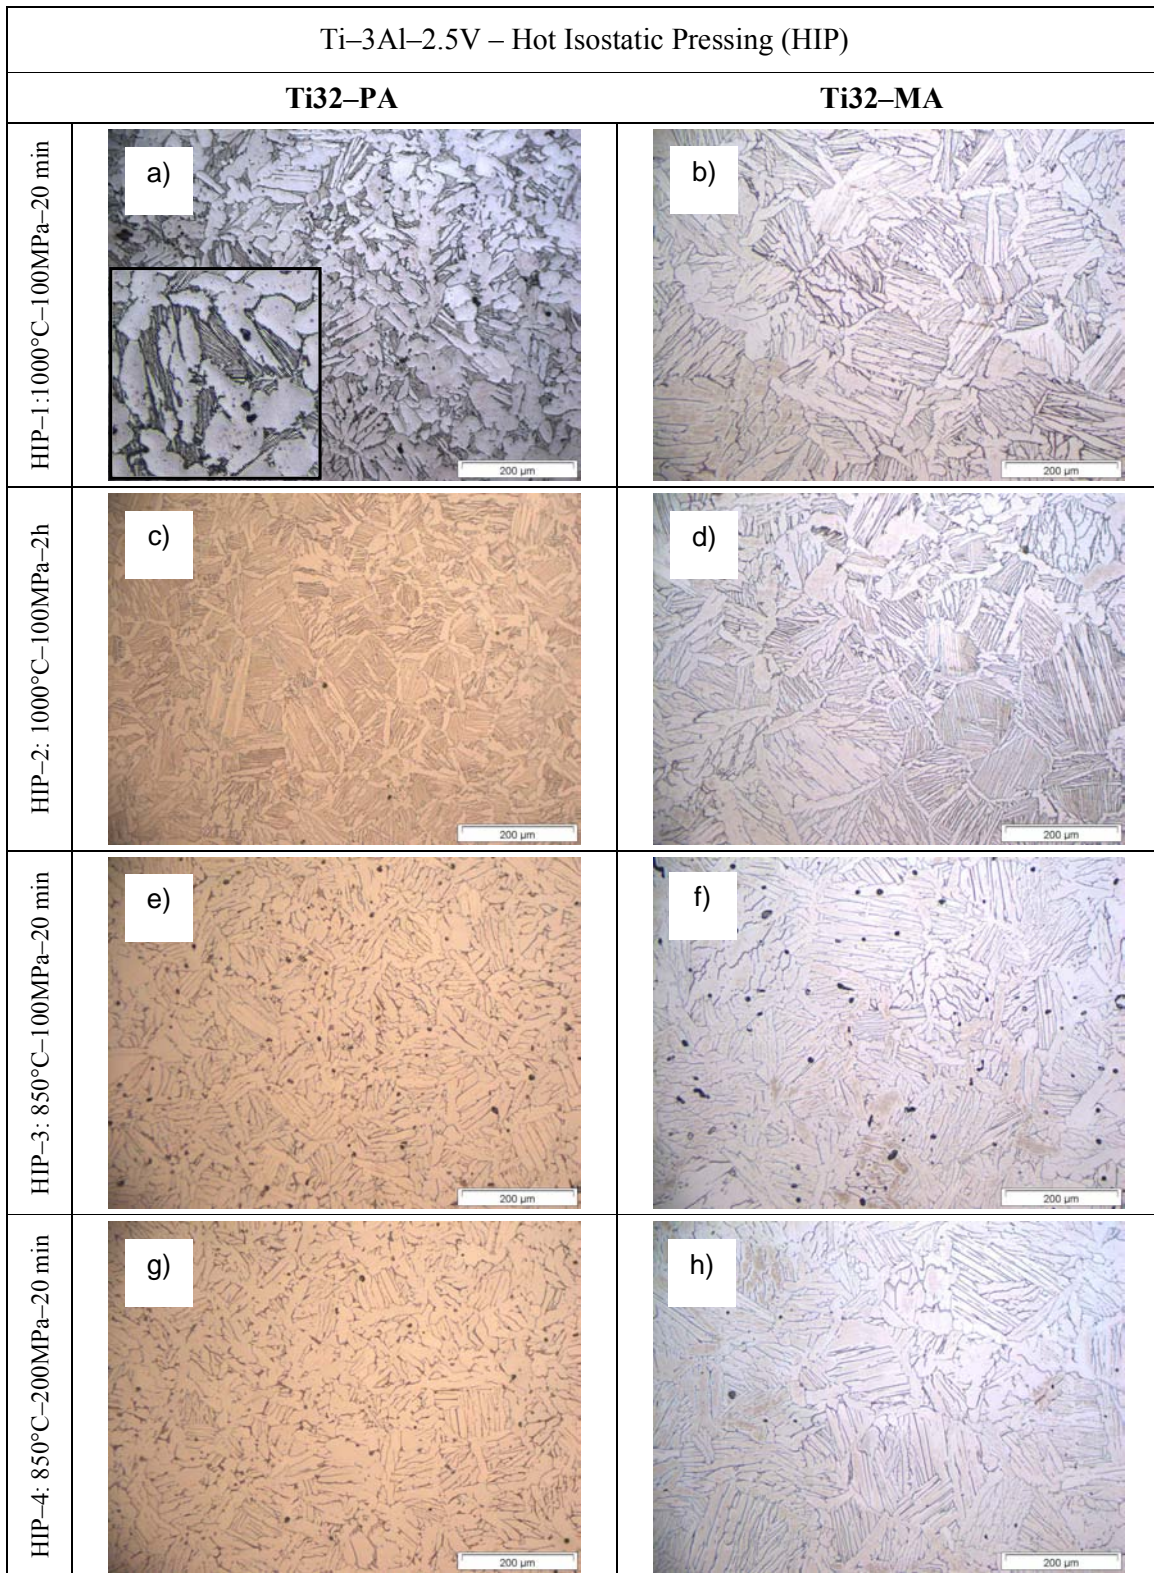 Ti–3Al–2.5V – Hot Isostatic Pressing (HIP)
Ti32–PA
Ti32–MA
HIP–1:1000°C–100MPa–20 min
a)
200 µm
b)
200 µm
HIP–2: 1000°C–100MPa–2h
c)
200 µm
d)
200 µm
HIP–3: 850°C–100MPa–20 min
e)
200 µm
f)
200 µm
HIP–4: 850°C–200MPa–20 min
g)
200 µm
h)
200 µm